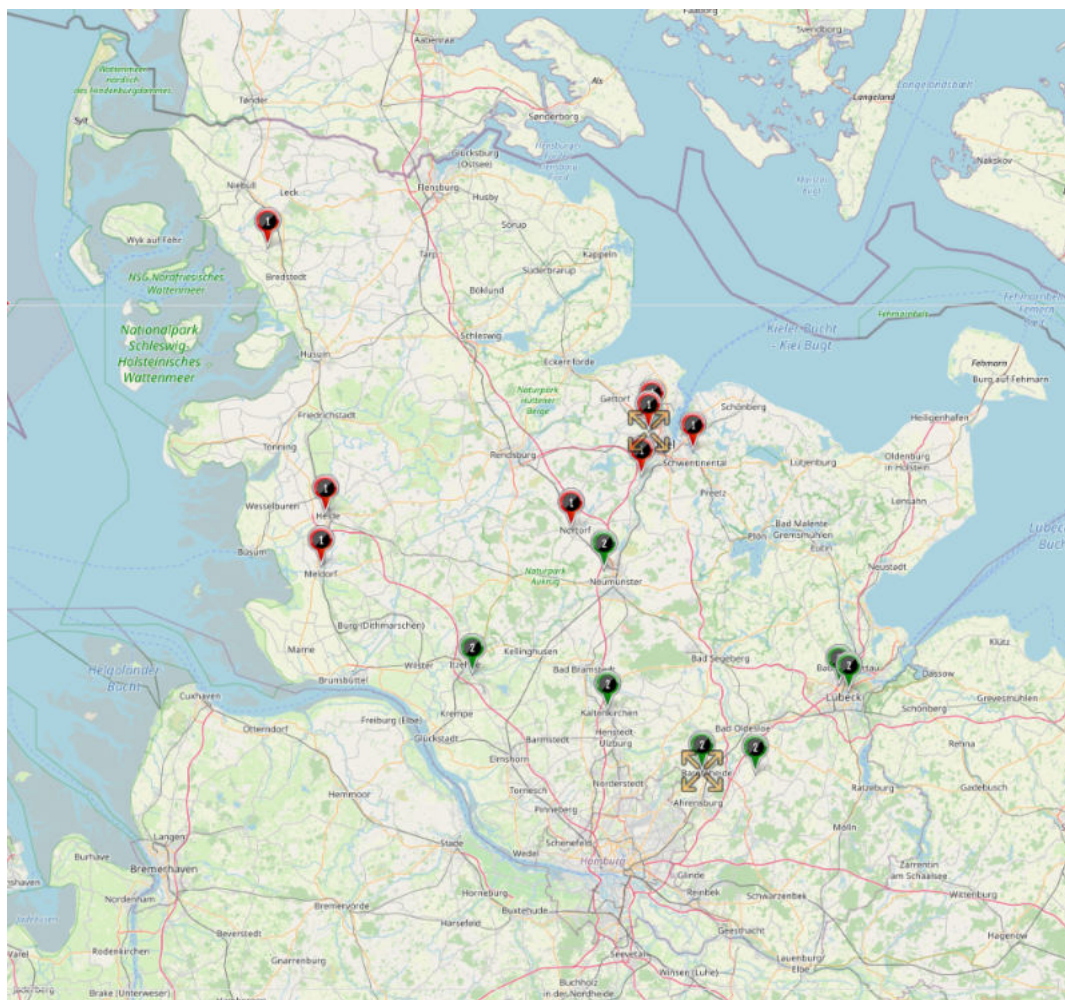 Faaborg
Svendborg
Aabenraa
Wattenmeer
nördlich
des Hindenburgdammes
Als
Langeland
Langelandsbælt
Tønder
Sønderborg
Sylt
Nakskov
Glücksburg
(Ostsee)
Niebüll
Leck
Flensburg
Husby
Sörup
Wyk auf Föhr
Tarp
Kappeln
Süderbrarup
NSG Nordfriesisches
Wattenmeer
Bredstedt
Böklund
Nationalpark
Schleswig-
Holsteinisches
Wattenmeer
Schleswig
Kieler Bucht
- Kiel Bugt
Fehmarnbelt
Femern
Bælt
Husum
Eckernförde
Fehmarn
Burg auf Fehmarn
Naturpark
Hüttener
Berge
Gettorf
Friedrichstadt
Schönberg
Heiligenhafen
Tönning
Rendsburg
Schwentinental
Lütjenburg
Oldenburg
in Holstein
Wesselburen
Preetz
Lensahn
Heide
Nortorf
Plön
Bad Malente-
Gremsmühlen
Eutin
Büsum
Meldorf
Naturpark
Aukrug
Neumünster
Neustadt
Burg (Dithmarschen)
Marne
Wilster
Kellinghusen
Bad Bramstedt
Bad Segeberg
Klütz
Helgoländer
Bucht
Brunsbüttel
Dassow
Cuxhaven
Krempe
Kaltenkirchen
Lübeck
Schönberg
Grevesmühlen
Otterndorf
Freiburg (Elbe)
Glückstadt
Barmstedt
Henstedt
Ulzburg
Bad Oldesloe
Rehna
Elmshorn
Hemmoor
Tornesch
Norderstedt
Ratzeburg
Gadebusch
Pinneberg
Ahrensburg
Langen
Stade
Schenefeld
Mölln
Burhave
Wedel
Hamburg
Zarrentin
am Schaalsee
Bremerhaven
Glinde
Nordenham
Bremervörde
Horneburg
Reinbek
Schwarzenbek
Wittenburg
Buxtehude
Harsefeld
Beverstedt
Geesthacht
Hagenow
Varel
Rodenkirchen
Gnarrenburg
Seevetal
Winsen (Luhe)
Lauenburg/
Elbe
Brake (Unterweser)
Buchholz
in der Nordheide